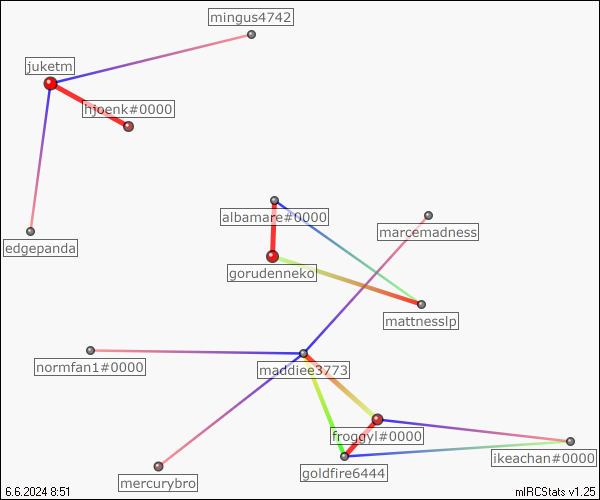 mingus4742
juketm
hjoenk#0000
albamare#0000
marcemadness
edgepanda
gorudenneko
mattnesslp
normfan1#0000
maddiee3773
froggyl#0000
ikeachan#0000
goldfire6444
mercurybro
6.6.2024 8:51
mIRCStats v1.25